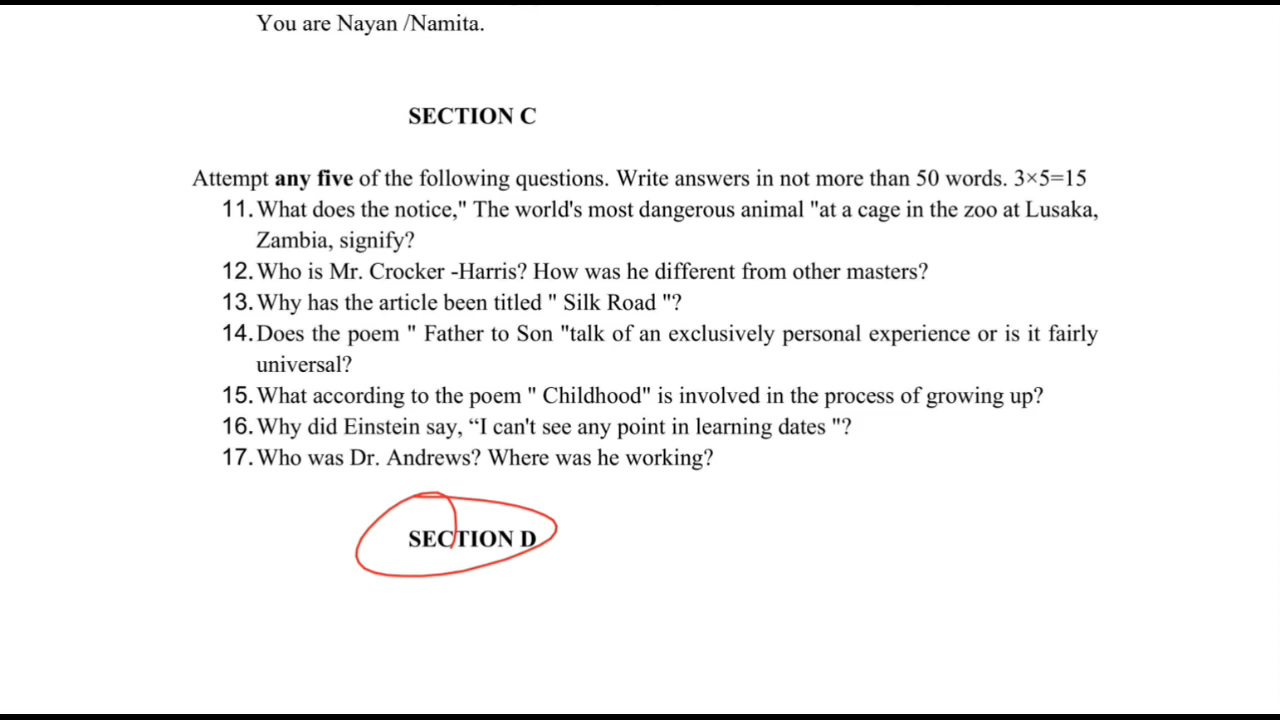 You are Nayan /Namita.
SECTION C
Attempt any five of the following questions. Write answers in not more than 50 words. 3×5=15
11. What does the notice," The world's most dangerous animal "at a cage in the zoo at Lusaka,
Zambia, signify?
12. Who is Mr. Crocker -Harris? How was he different from other masters?
13. Why has the article been titled " Silk Road "?
14. Does the poem " Father to Son "talk of an exclusively personal experience or is it fairly
universal?
15. What according to the poem " Childhood" is involved in the process of growing up?
16. Why did Einstein say, “I can't see any point in learning dates "?
17. Who was Dr. Andrews? Where was he working?
SECTION D